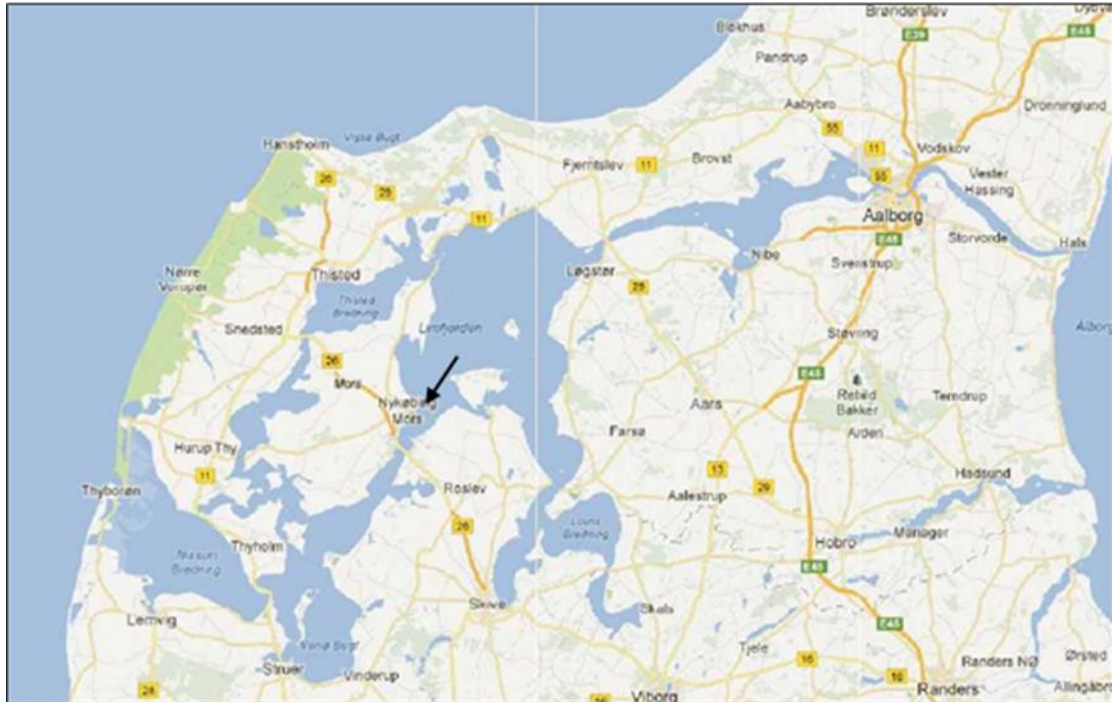 Bløkhus
Brønderslev
E39
E45
Pandrup
Aabybro
Dronninglund
55
11
Vodskov
Hanstholm
Vigsø Bugt
Fjerritslev
11
Brovst
55
Vester
Hassing
26
29
11
Aalborg
E45
Storvorde
Hals
Nørre
Vorupør
Thisted
Løgstør
Nibe
Svenstrup
29
Thisted
Bredning
Limfjorden
Snedsted
Støvring
26
Mors
E45
Rebild
Bakker
Terndrup
Nykøbing
Mors
Aars
Farsø
Arden
Hurup Thy
11
13
29
Hadsund
Thyborøn
Roslev
Aalestrup
26
Lovns
Bredning
Mariager
Hobro
Thyholm
Nissum
Bredning
E45
Skive
Skals
Lemvig
E45
Venø Bugt
Tjele
16
Struer
Vinderup
16
Randers NØ
Ørsted
28
Viborg
Randers